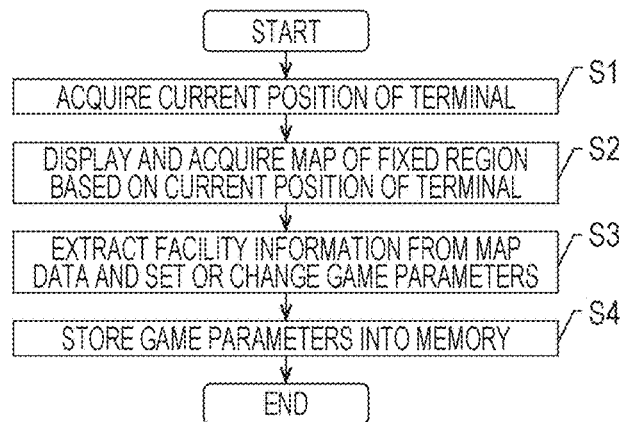 START
ACQUIRE CURRENT POSITION OF TERMINAL
S1
DISPLAY AND ACQUIRE MAP OF FIXED REGION
BASED ON CURRENT POSITION OF TERMINAL
S2
EXTRACT FACILITY INFORMATION FROM MAP
DATA AND SET OR CHANGE GAME PARAMETERS
S3
STORE GAME PARAMETERS INTO MEMORY
S4
END